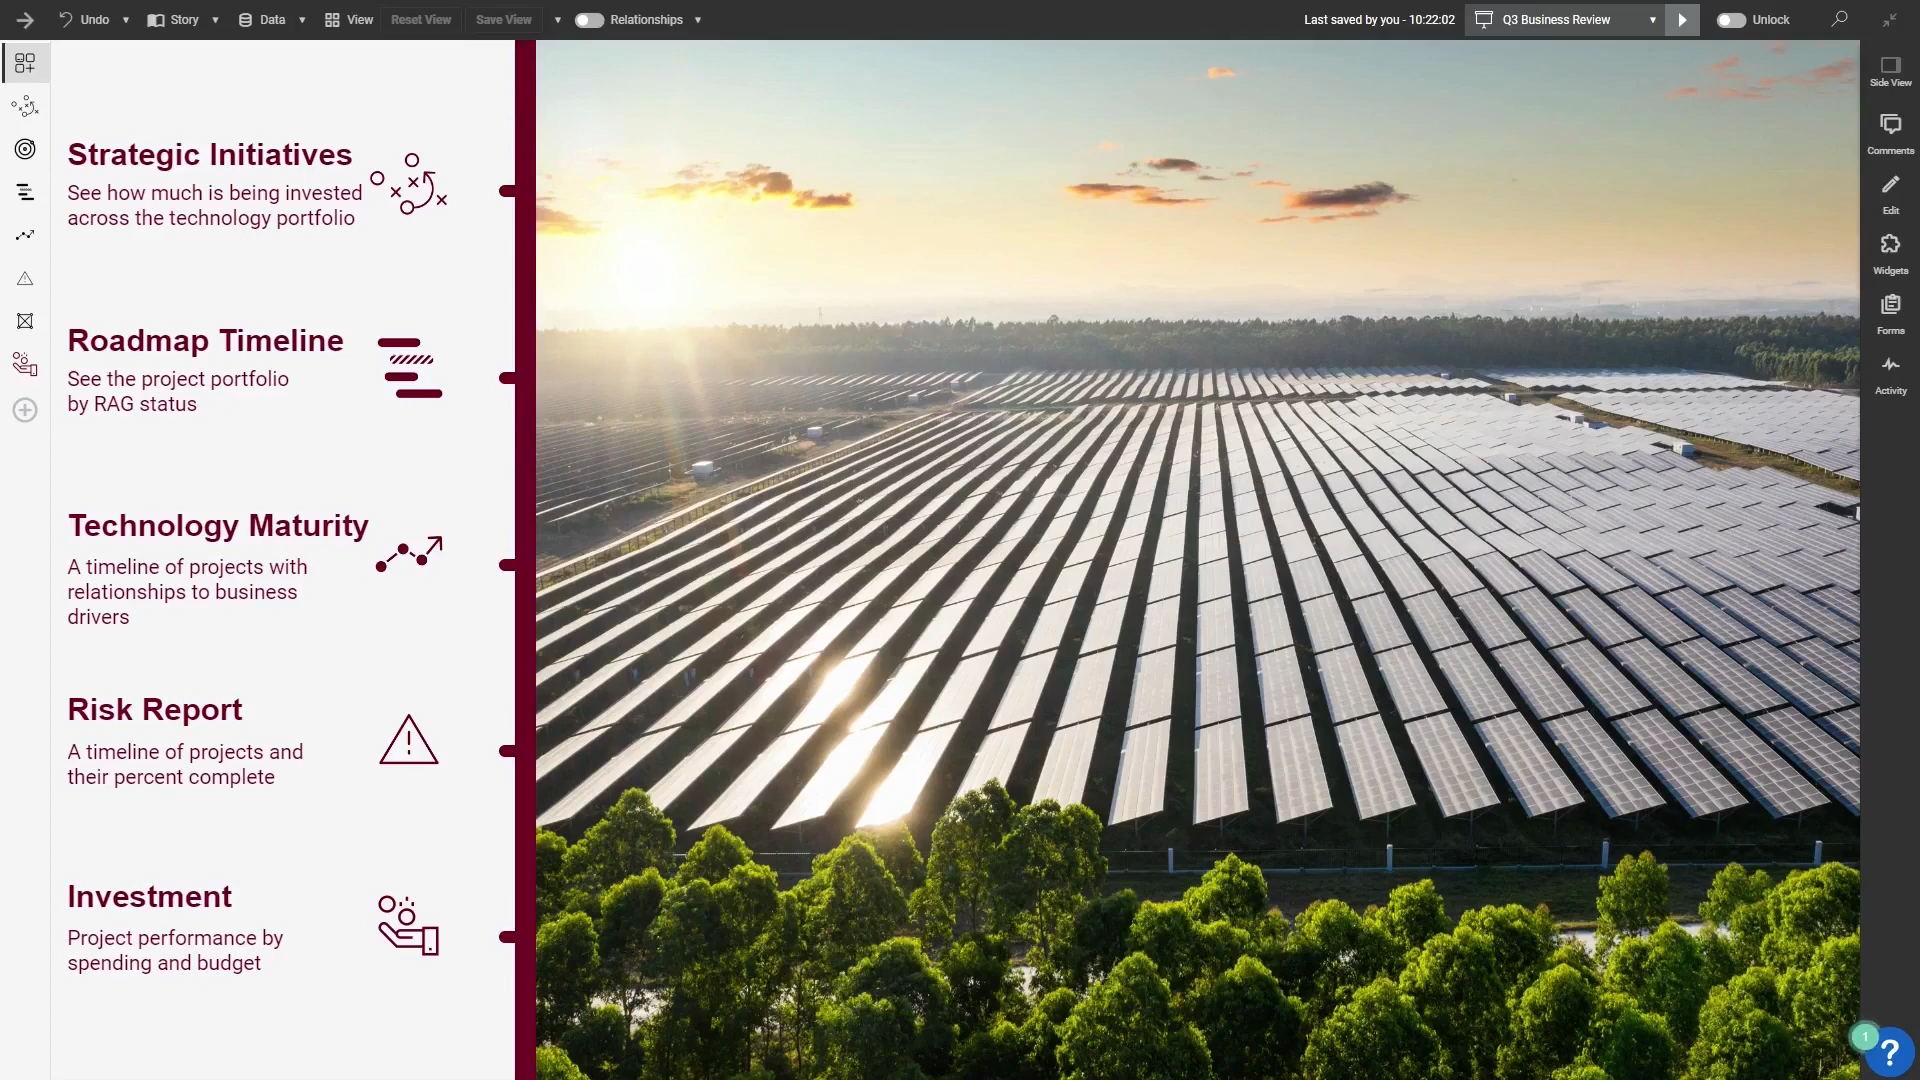 Undo
Story
Data
View
Reset View
Save View
Relationships
Last saved by you - 10:22:02
Q3 Business Review
Unlock
Side View
Comments
Edit
Widgets
Forms
Activity
Strategic Initiatives
See how much is being invested
across the technology portfolio
Roadmap Timeline
See the project portfolio
by RAG status
Technology Maturity
A timeline of projects with
relationships to business
drivers
Risk Report
A timeline of projects and
their percent complete
Investment
Project performance by
spending and budget
1
?